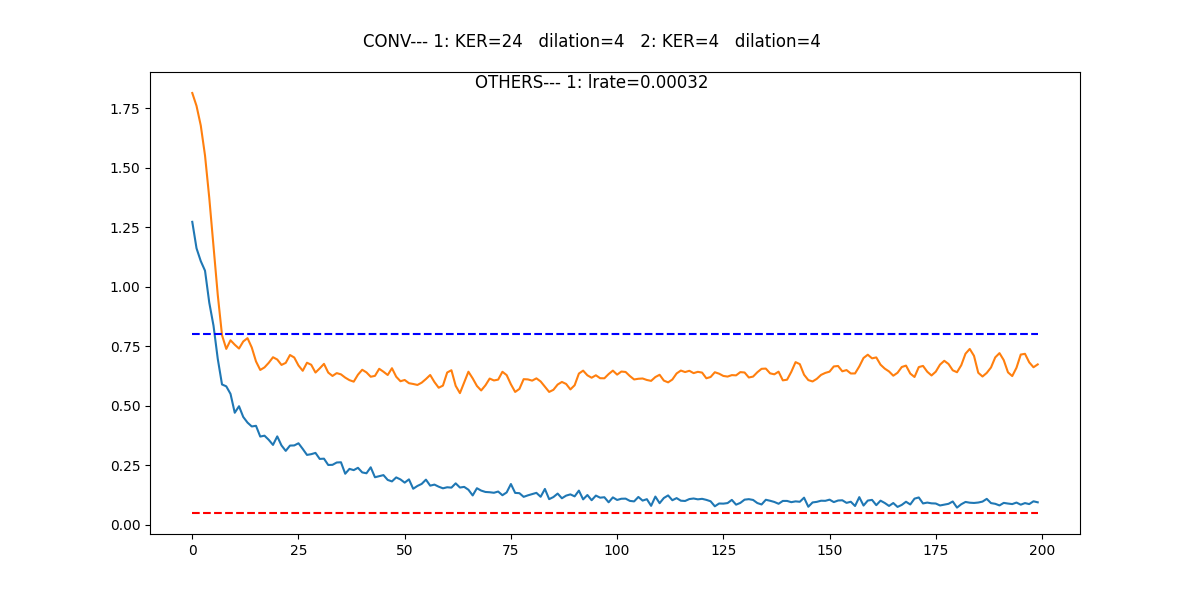 CONV--- 1: KER=24   dilation=4   2: KER=4   dilation=4
OTHERS--- 1: lrate=0.00032
1.75
1.50
1.25
1.00
0.75
0.50
0.25
0.00
0 25 50 75 100 125 150 175 200